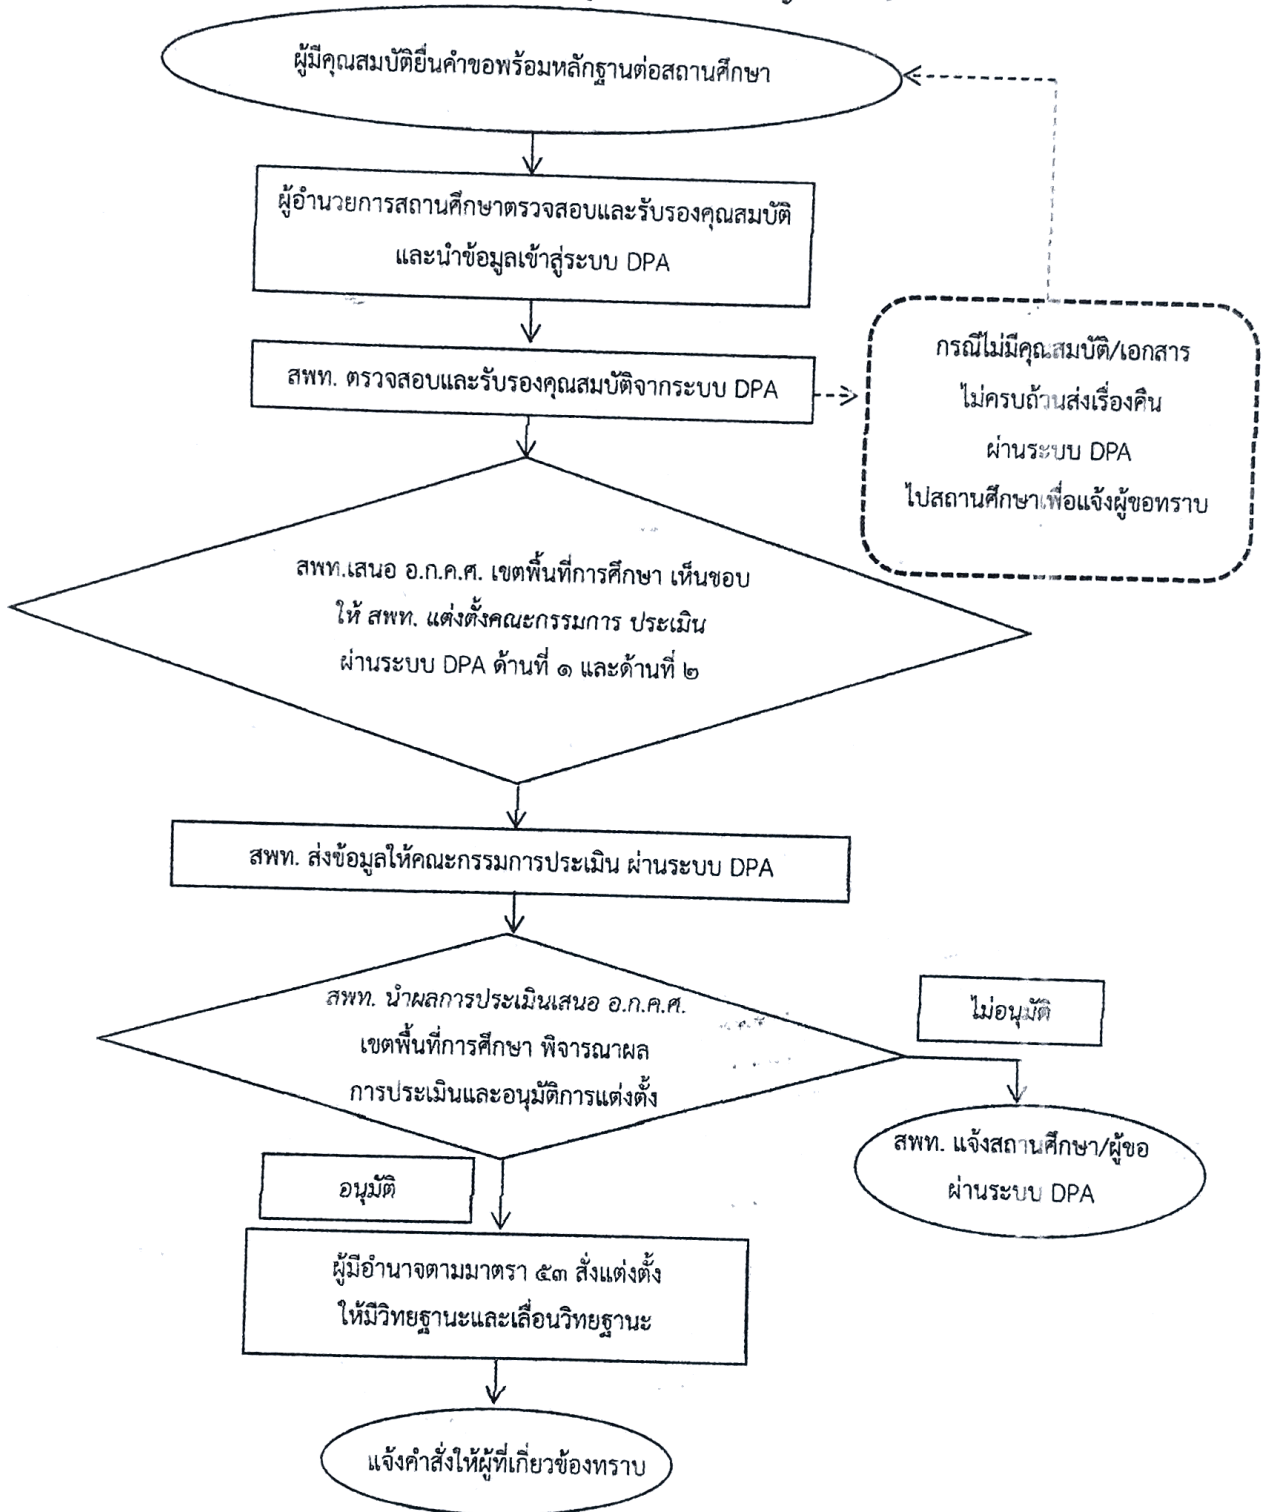 ผู้มีคุณสมบัติยื่นคำขอพร้อมหลักฐานต่อสถานศึกษา
ผู้อำนวยการสถานศึกษาตรวจสอบและรับรองคุณสมบัติ
และนำข้อมูลเข้าสู่ระบบ DPA
สพท. ตรวจสอบและรับรองคุณสมบัติจากระบบ DPA
กรณีไม่มีคุณสมบัติ/เอกสาร
ไม่ครบถ้วนส่งเรื่องคืน
ผ่านระบบ DPA
ไปสถานศึกษาเพื่อแจ้งผู้ขอทราบ
สพท.เสนอ อ.ก.ค.ศ. เขตพื้นที่การศึกษา เห็นชอบ
ให้ สพท. แต่งตั้งคณะกรรมการ ประเมิน
ผ่านระบบ DPA ด้านที่ ๑ และด้านที่ ๒
สพท. ส่งข้อมูลให้คณะกรรมการประเมิน ผ่านระบบ DPA
สพท. นำผลการประเมินเสนอ อ.ก.ค.ศ.
เขตพื้นที่การศึกษา พิจารณาผล
การประเมินและอนุมัติการแต่งตั้ง
ไม่อนุมัติ
สพท. แจ้งสถานศึกษา/ผู้ขอ
ผ่านระบบ DPA
อนุมัติ
ผู้มีอำนาจตามมาตรา ๕๓ สั่งแต่งตั้ง
ให้มีวิทยฐานะและเลื่อนวิทยฐานะ
แจ้งคำสั่งให้ผู้ที่เกี่ยวข้องทราบ